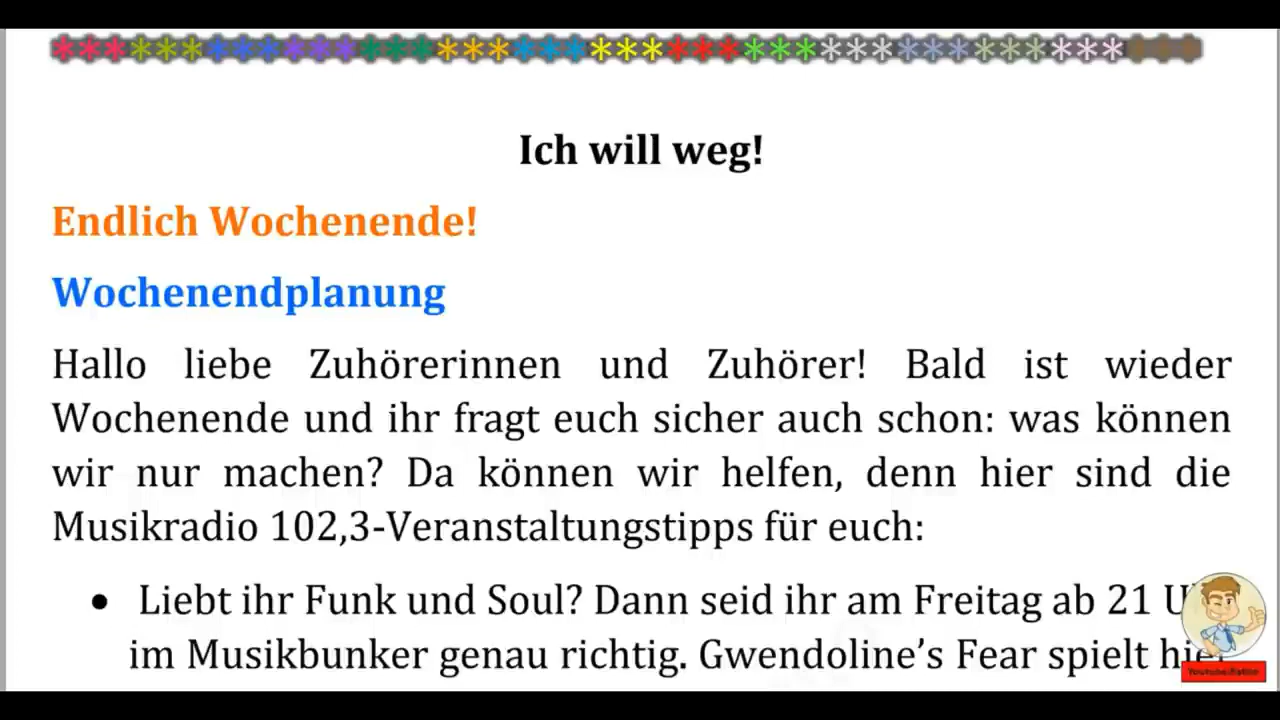 Ich will weg!
Endlich Wochenende!
Wochenendplanung
Hallo liebe Zuhörerinnen und Zuhörer! Bald ist wieder
Wochenende und ihr fragt euch sicher auch schon: was können
wir nur machen? Da können wir helfen, denn hier sind die
Musikradio 102,3-Veranstaltungstipps für euch:
• Liebt ihr Funk und Soul? Dann seid ihr am Freitag ab 21
im Musikbunker genau richtig. Gwendoline’s Fear spielt hier